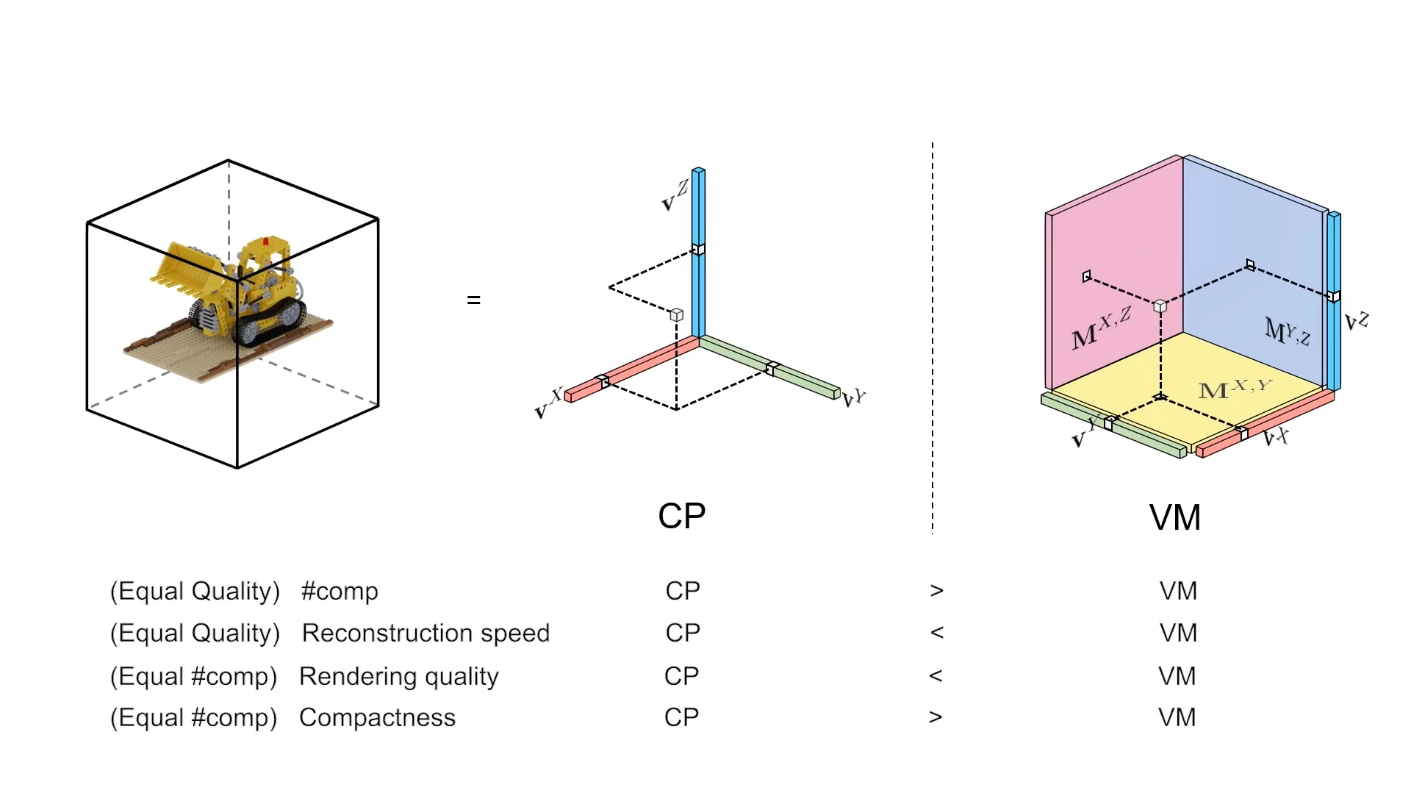 =
v^Z
v^X
v^Y
M^{X,Z}
M^{Y,Z}
M^{X,Y}
v^Z
v^Y
v^X
CP VM
(Equal Quality) #comp CP > VM
(Equal Quality) Reconstruction speed CP < VM
(Equal #comp) Rendering quality CP < VM
(Equal #comp) Compactness CP > VM